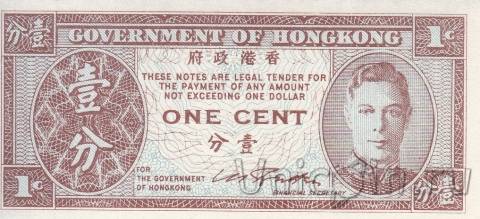 分壹 GOVERNMENT OF HONGKONG 1C
府政港香
THESE NOTES ARE LEGAL TENDER FOR
THE PAYMENT OF ANY AMOUNT
NOT EXCEEDING ONE DOLLAR
壹分
ONE CENT
分壹
FOR
THE GOVERNMENT
OF HONGKONG
FINANCIAL SECRETARY
1C
分壹